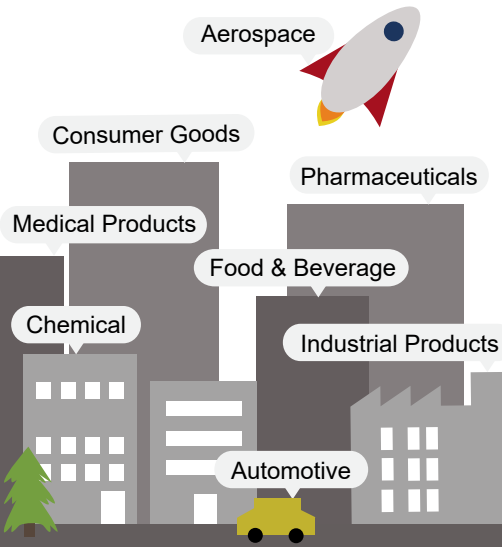 Aerospace
Consumer Goods
Pharmaceuticals
Medical Products
Food & Beverage
Chemical
Industrial Products
Automotive